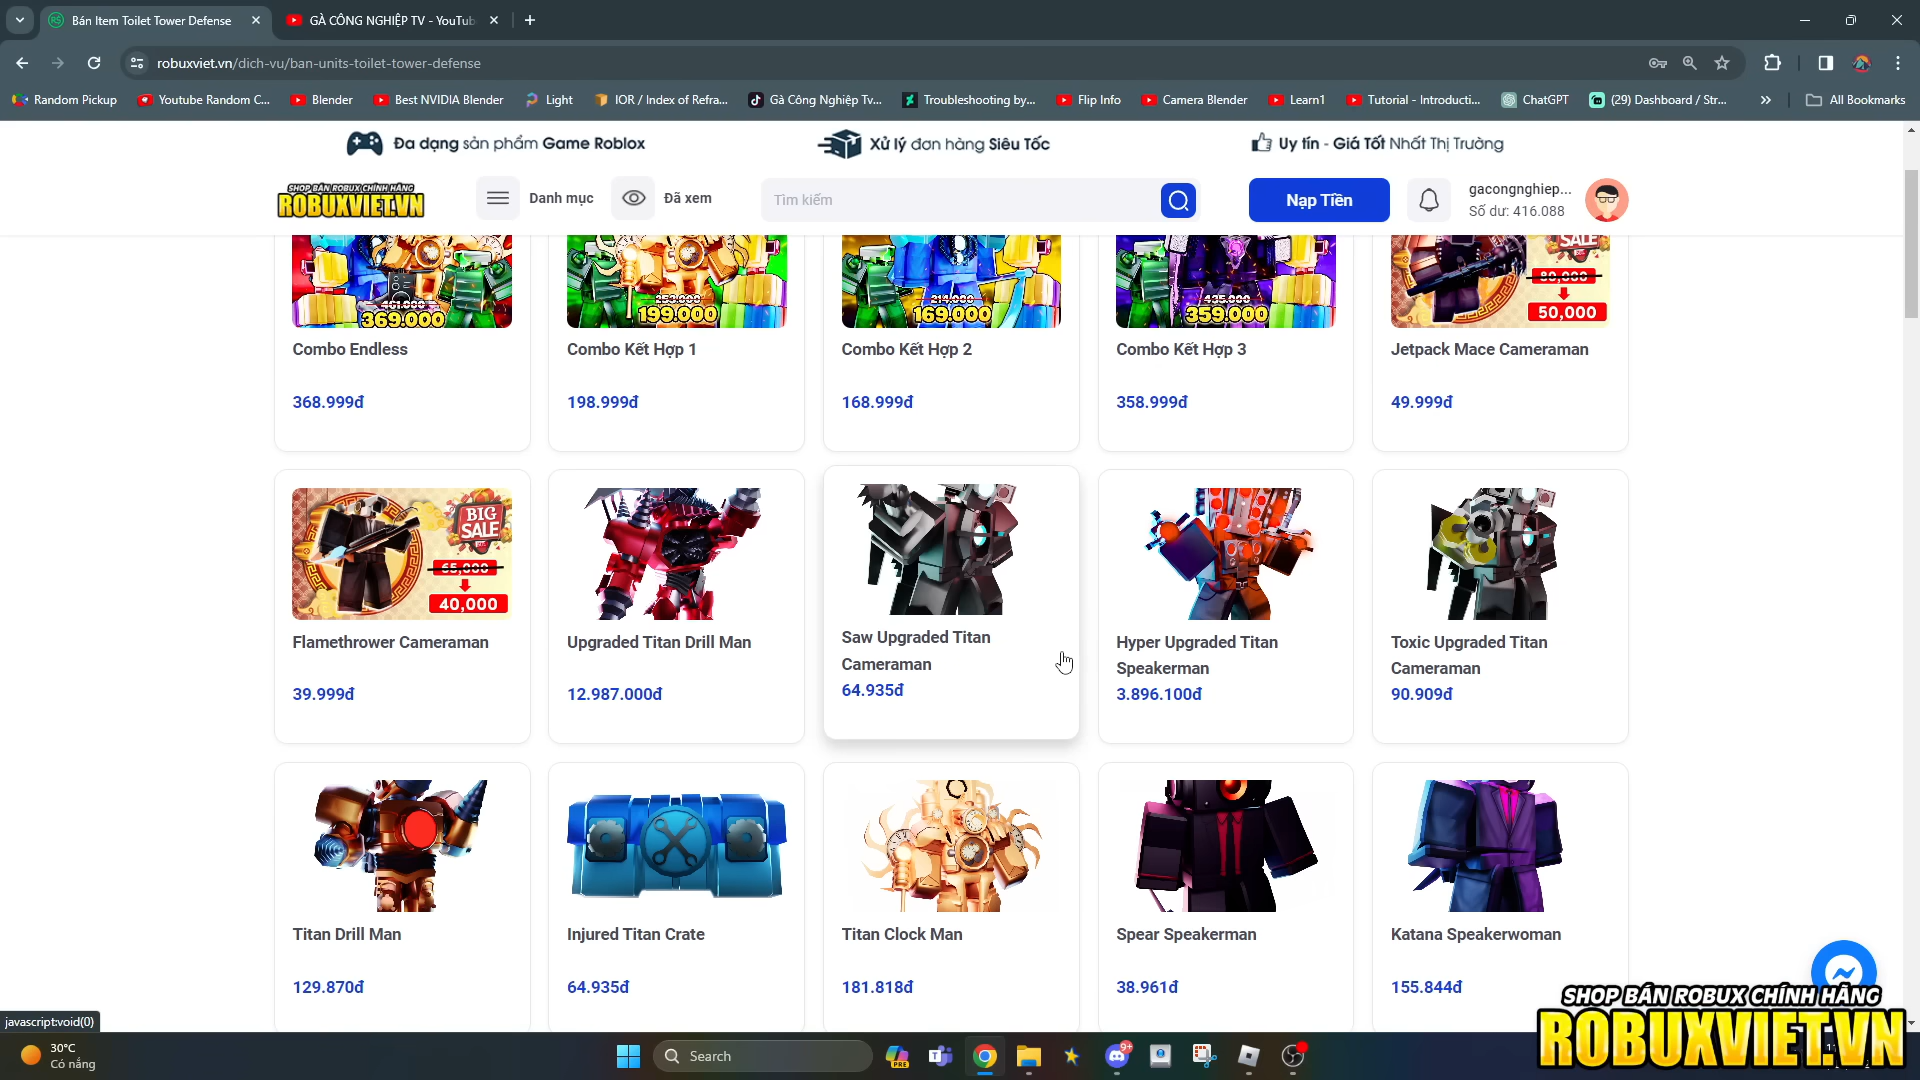 Bán Item Toilet Tower Defense
GÀ CÔNG NGHIỆP TV - YouTub
robuxviet.vn/dich-vu/ban-units-toilet-tower-defense
Random Pickup
Youtube Random C...
Blender
Best NVIDIA Blender
Light
IOR / Index of Refra...
Gà Công Nghiệp Tv...
Troubleshooting by...
Flip Info
Camera Blender
Learn1
Tutorial - Introducti...
ChatGPT
(29) Dashboard / Str...
All Bookmarks
Đa dạng sản phẩm Game Roblox
Xử lý đơn hàng Siêu Tốc
Uy tín - Giá Tốt Nhất Thị Trường
SHOP BÁN ROBUX CHÍNH HÃNG
ROBUXVIET.VN
Danh mục
Đã xem
Tìm kiếm
Nạp Tiền
gacongnghiep...
Số dư: 416.088
461.000
369.000
253.000
199.000
214.000
169.000
435.000
359.000
SALE
80,000
50,000
Combo Endless
Combo Kết Hợp 1
Combo Kết Hợp 2
Combo Kết Hợp 3
Jetpack Mace Cameraman
368.999đ
198.999đ
168.999đ
358.999đ
49.999đ
BIG
SALE
65,000
40,000
Flamethrower Cameraman
Upgraded Titan Drill Man
Saw Upgraded Titan
Cameraman
Hyper Upgraded Titan
Speakerman
Toxic Upgraded Titan
Cameraman
39.999đ
12.987.000đ
64.935đ
3.896.100đ
90.909đ
Titan Drill Man
Injured Titan Crate
Titan Clock Man
Spear Speakerman
Katana Speakerwoman
129.870đ
64.935đ
181.818đ
38.961đ
155.844đ
javascript:void(0)
SHOP BÁN ROBUX CHÍNH HÃNG
ROBUXVIET.VN
30°C
Có nắng
Search
PRE
9+